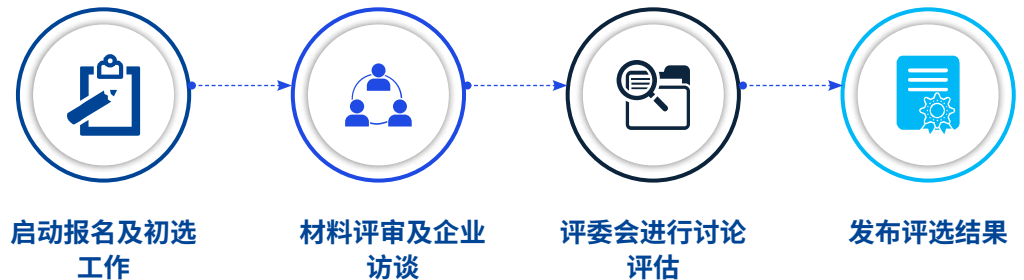 启动报名及初选
工作
材料评审及企业
访谈
评委会进行讨论
评估
发布评选结果